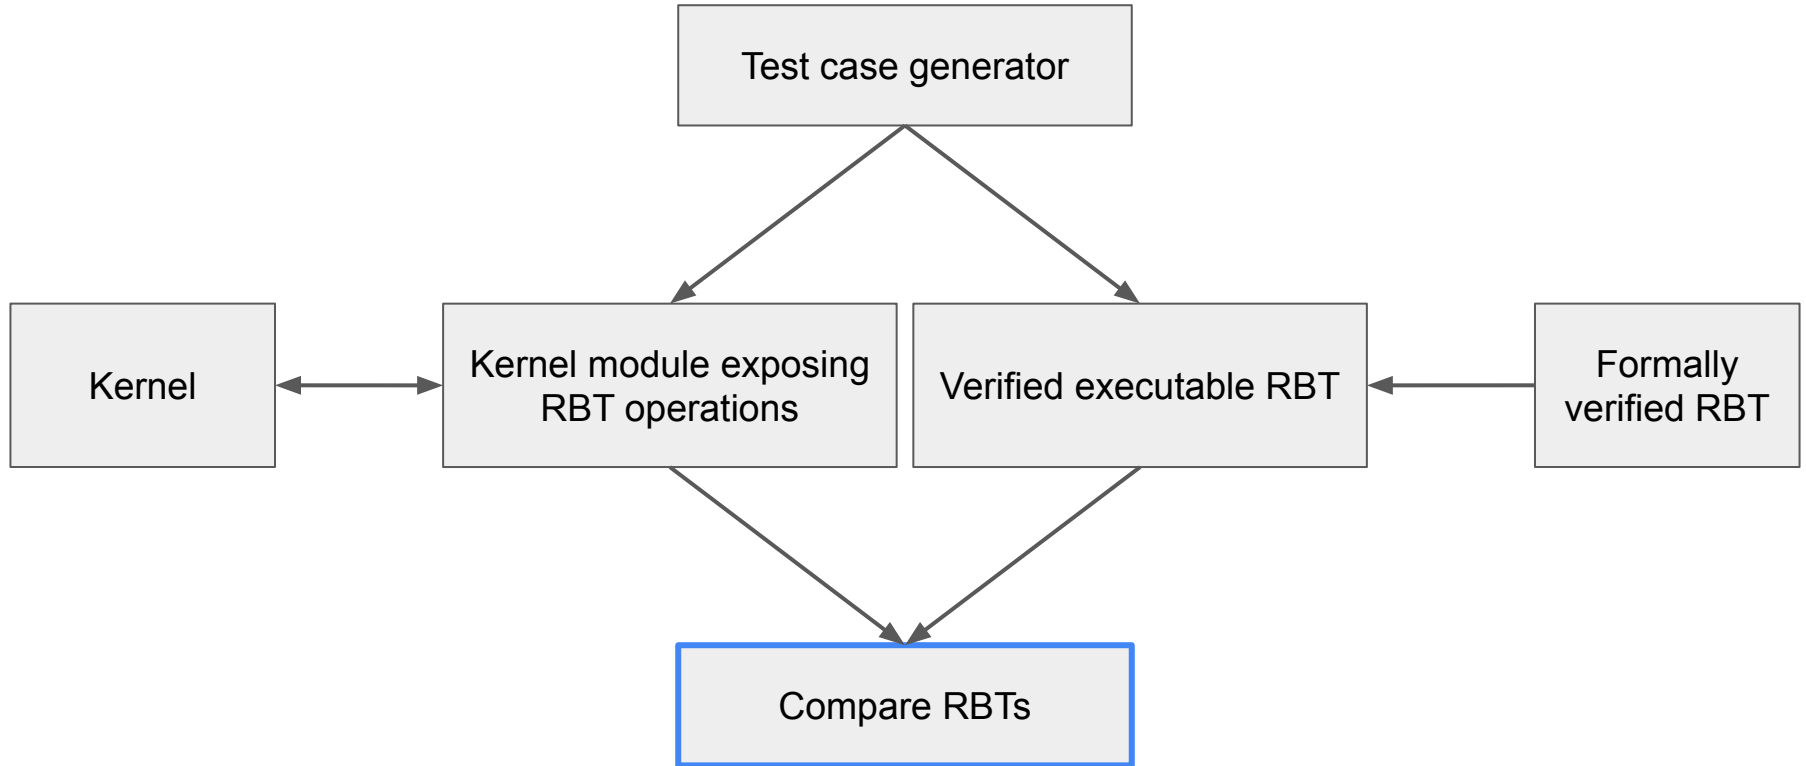 Test case generator
Kernel
Kernel module exposing
RBT operations
Verified executable RBT
Formally
verified RBT
Compare RBTs